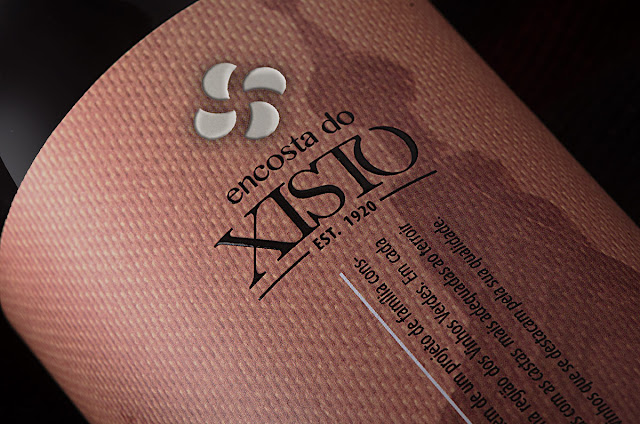 encosta do
XISTO
EST. 1920
em de um projeto de família cons-
a região dos Vinhos Verdes. Em cada
s com as castas mais adequadas ao terroir
vinhos que se destacam pela sua qualidade.